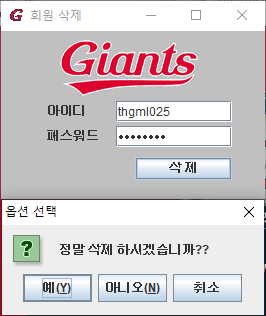 G 회원 삭제
Giants
아이디 thgml025
패스워드 ••••••••
삭제
옵션 선택
? 정말 삭제 하시겠습니까??
예(Y) 아니오(N) 취소